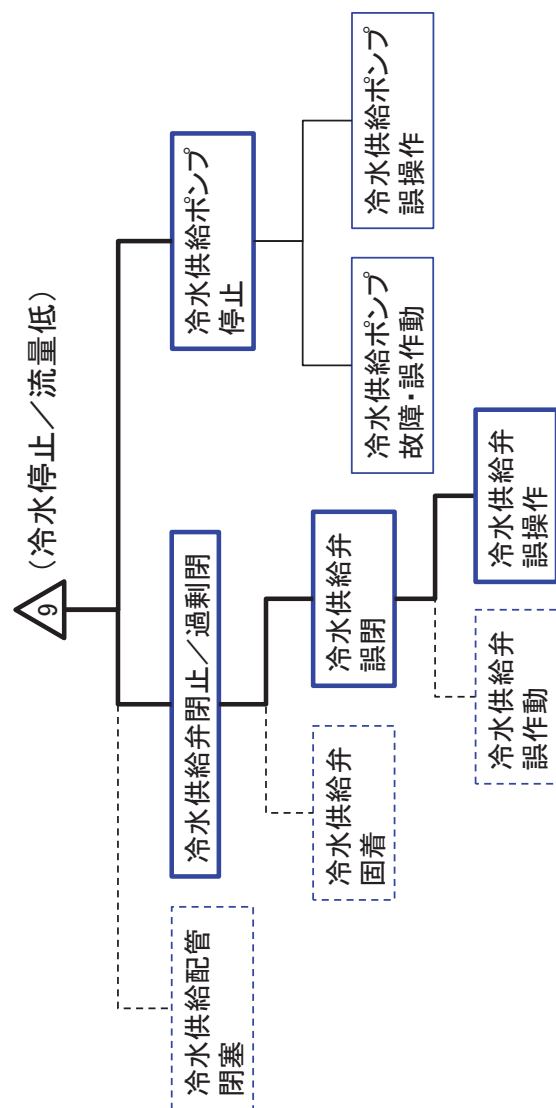 9
(冷水停止／流量低)
冷水供給配管
閉塞
冷水供給弁閉止／過剰閉
冷水供給ポンプ
停止
冷水供給弁
固着
冷水供給弁
誤閉
冷水供給ポンプ
故障・誤作動
冷水供給ポンプ
誤操作
冷水供給弁
誤作動
冷水供給弁
誤操作